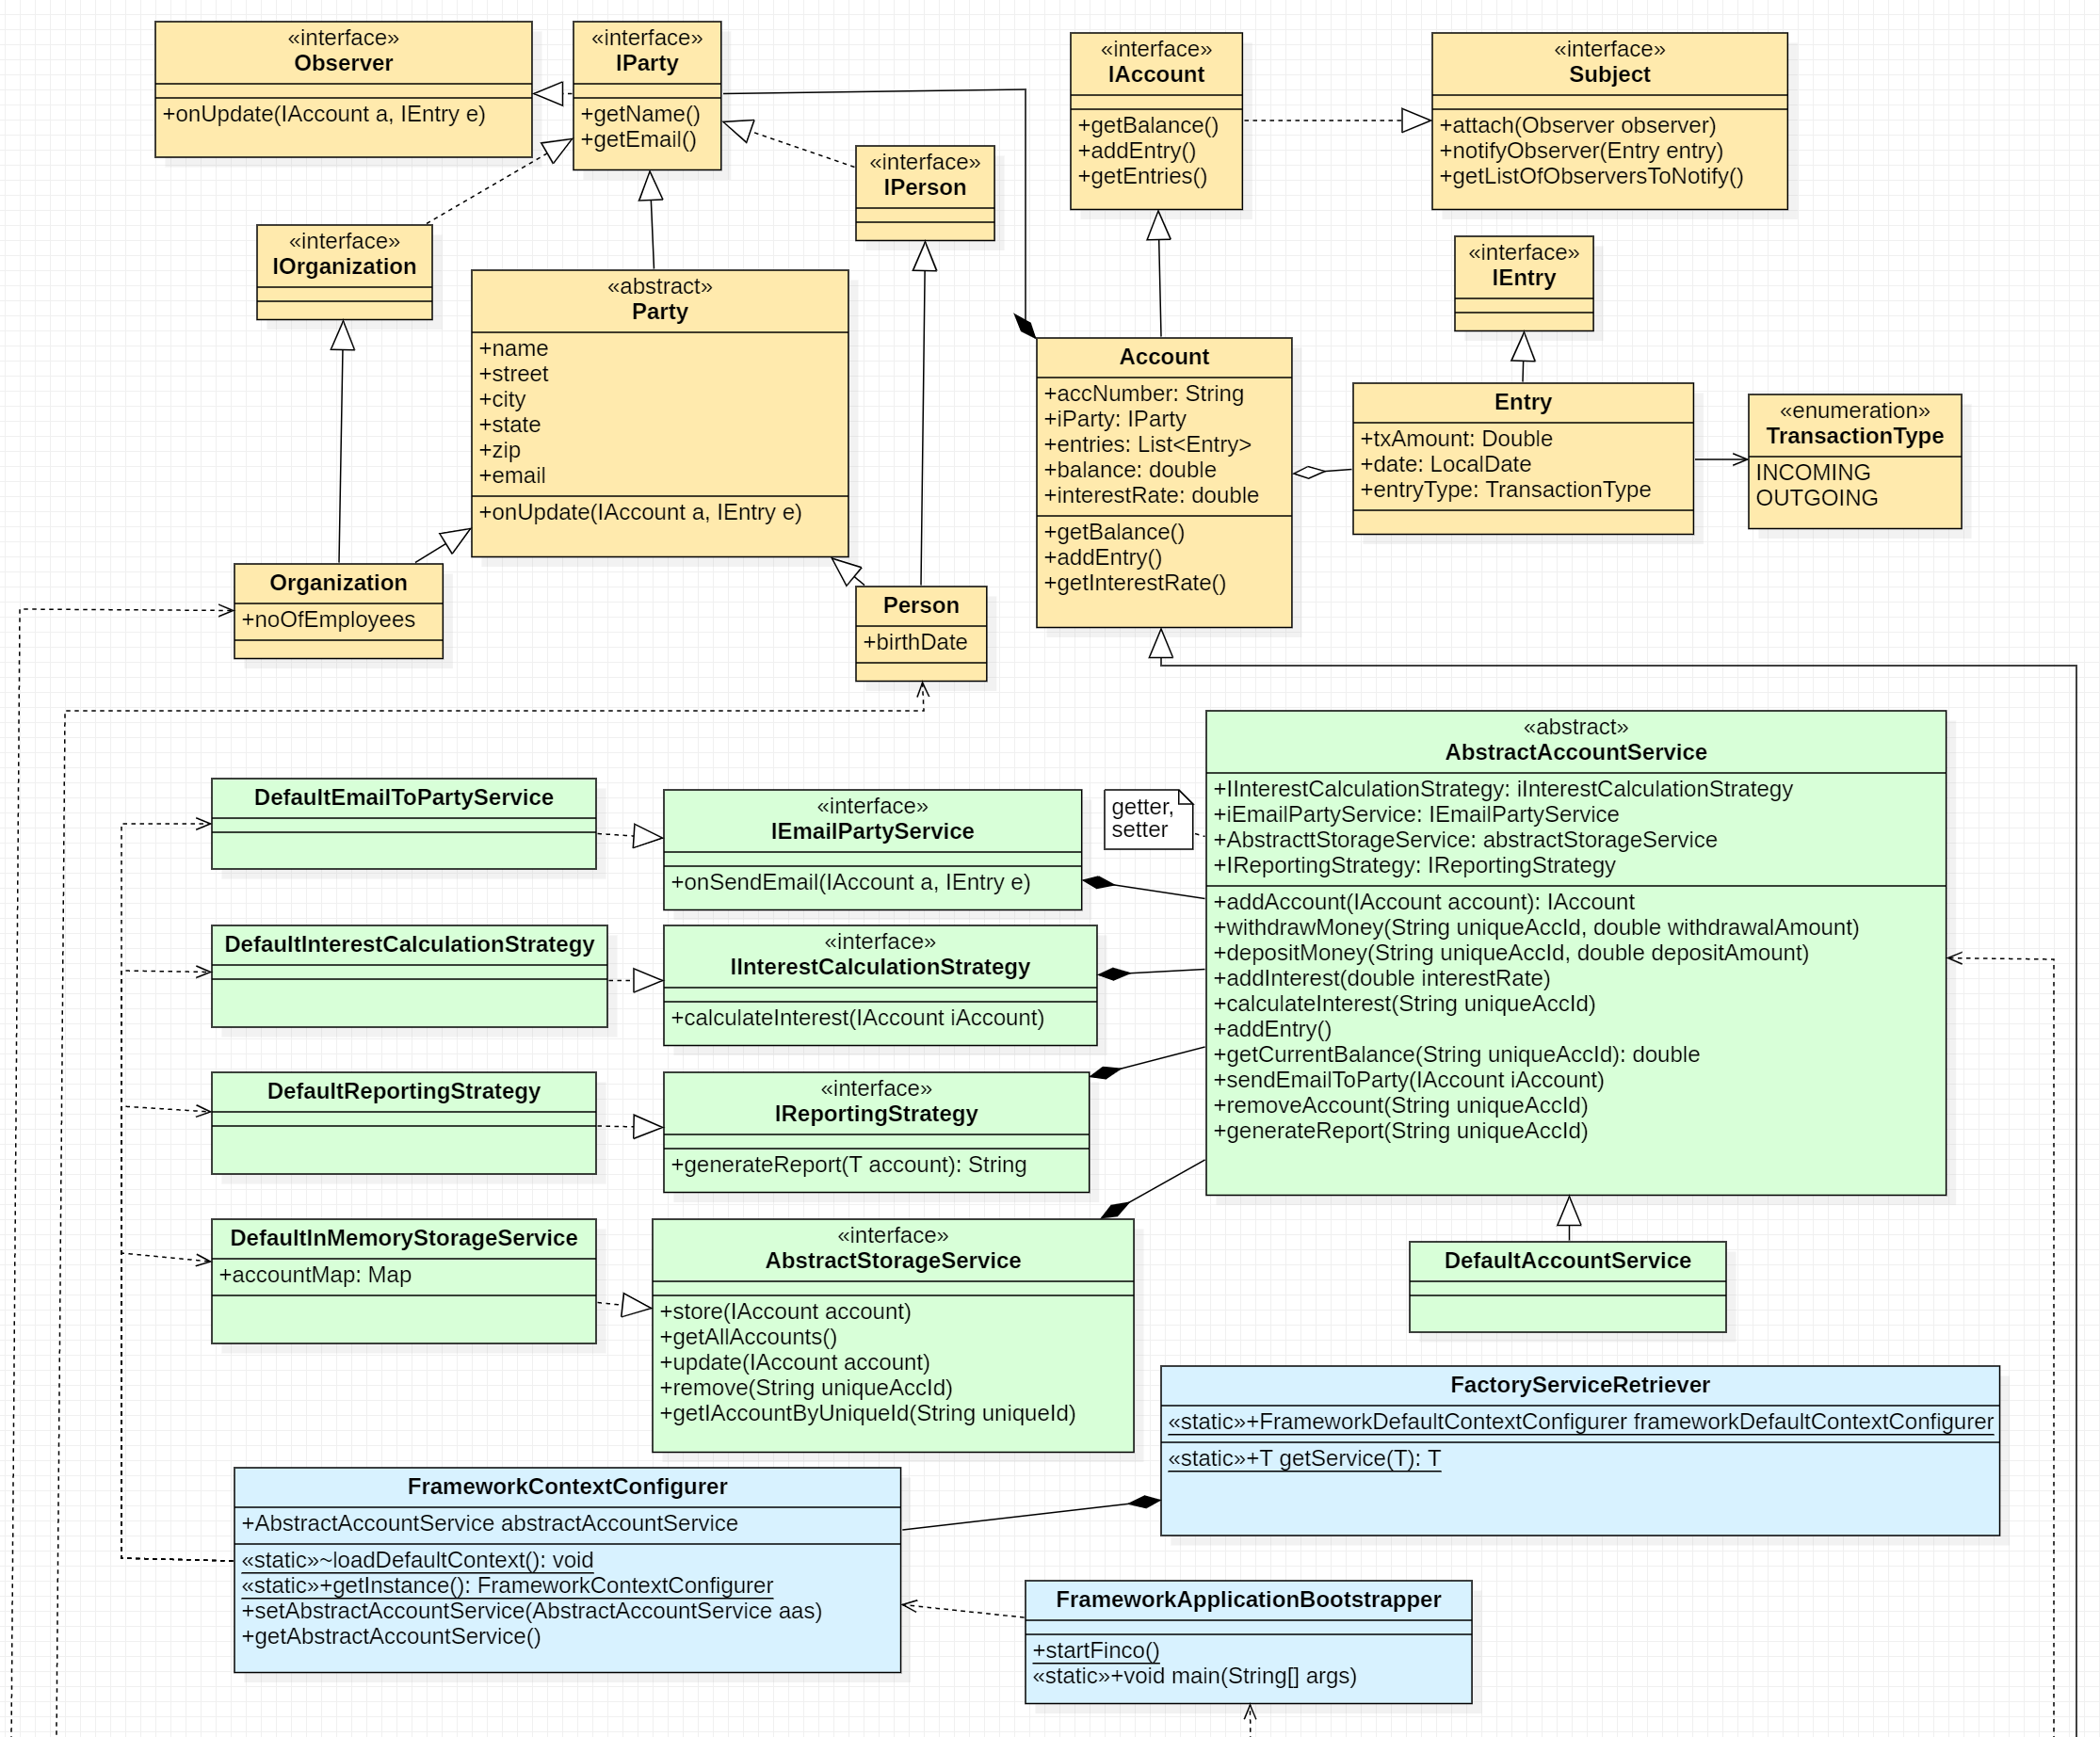 «interface»
Observer
+onUpdate(IAccount a, IEntry e)
«interface»
IParty
+getName()
+getEmail()
«interface»
IAccount
+getBalance()
+addEntry()
+getEntries()
«interface»
Subject
+attach(Observer observer)
+notifyObserver(Entry entry)
+getListOfObserversToNotify()
«interface»
IPerson
«interface»
IOrganization
«interface»
IEntry
«abstract»
Party
+name
+street
+city
+state
+zip
+email
+onUpdate(IAccount a, IEntry e)
Account
+accNumber: String
+iParty: IParty
+entries: List<Entry>
+balance: double
+interestRate: double
+getBalance()
+addEntry()
+getInterestRate()
Entry
+txAmount: Double
+date: LocalDate
+entryType: TransactionType
«enumeration»
TransactionType
INCOMING
OUTGOING
Organization
+noOfEmployees
Person
+birthDate
«abstract»
AbstractAccountService
+IInterestCalculationStrategy: iInterestCalculationStrategy
+iEmailPartyService: IEmailPartyService
+AbstracttStorageService: abstractStorageService
+IReportingStrategy: IReportingStrategy
+addAccount(IAccount account): IAccount
+withdrawMoney(String uniqueAccId, double withdrawalAmount)
+depositMoney(String uniqueAccId, double depositAmount)
+addInterest(double interestRate)
+calculateInterest(String uniqueAccId)
+addEntry()
+getCurrentBalance(String uniqueAccId): double
+sendEmailToParty(IAccount iAccount)
+removeAccount(String uniqueAccId)
+generateReport(String uniqueAccId)
getter,
setter
DefaultEmailToPartyService
«interface»
IEmailPartyService
+onSendEmail(IAccount a, IEntry e)
DefaultInterestCalculationStrategy
«interface»
IInterestCalculationStrategy
+calculateInterest(IAccount iAccount)
DefaultReportingStrategy
«interface»
IReportingStrategy
+generateReport(T account): String
DefaultInMemoryStorageService
+accountMap: Map
«interface»
AbstractStorageService
+store(IAccount account)
+getAllAccounts()
+update(IAccount account)
+remove(String uniqueAccId)
+getIAccountByUniqueId(String uniqueId)
DefaultAccountService
FactoryServiceRetriever
«static»+FrameworkDefaultContextConfigurer frameworkDefaultContextConfigurer
«static»+T getService(T): T
FrameworkContextConfigurer
+AbstractAccountService abstractAccountService
«static»~loadDefaultContext(): void
«static»+getInstance(): FrameworkContextConfigurer
+setAbstractAccountService(AbstractAccountService aas)
+getAbstractAccountService()
FrameworkApplicationBootstrapper
+startFinco()
«static»+void main(String[] args)